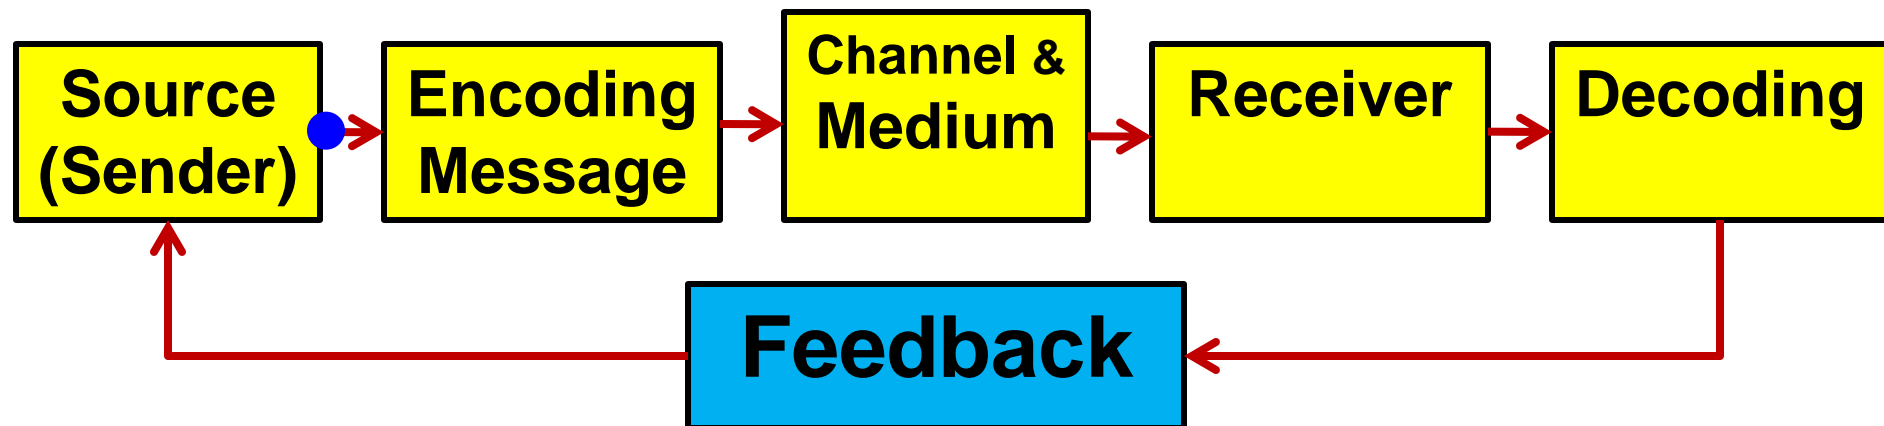 Source
(Sender)
Encoding
Message
Channel &
Medium
Receiver
Decoding
Feedback